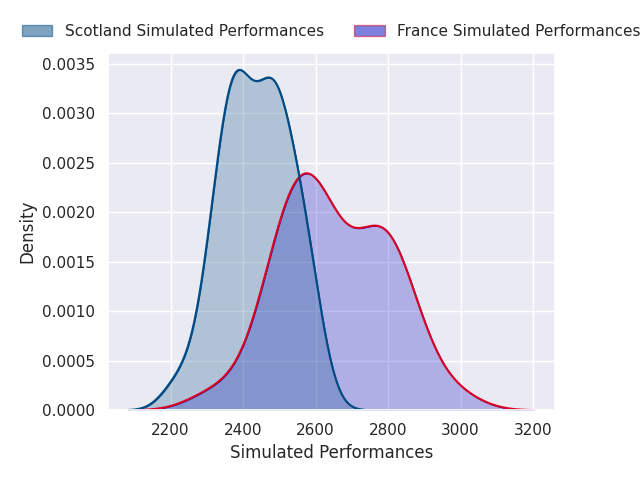 Scotland Simulated Performances France Simulated Performances
0.0035
0.0030
0.0025
0.0020
0.0015
0.0010
0.0005
0.0000
Density
2200 2400 2600 2800 3000 3200
Simulated Performances